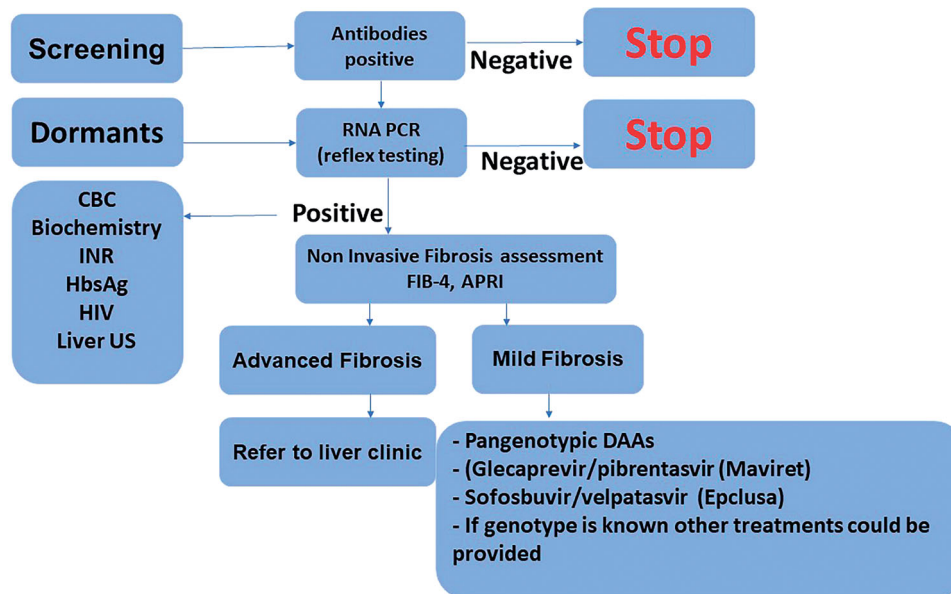 Screening
Antibodies
positive
Negative
Stop
Dormants
RNA PCR
(reflex testing)
Negative
Stop
CBC
Biochemistry
INR
HbsAg
HIV
Liver US
Positive
Non Invasive Fibrosis assessment
FIB-4, APRI
Advanced Fibrosis
Mild Fibrosis
Refer to liver clinic
- Pangenotypic DAAs
- (Glecaprevir/pibrentasvir (Maviret)
- Sofosbuvir/velpatasvir (Epclusa)
- If genotype is known other treatments could be
provided